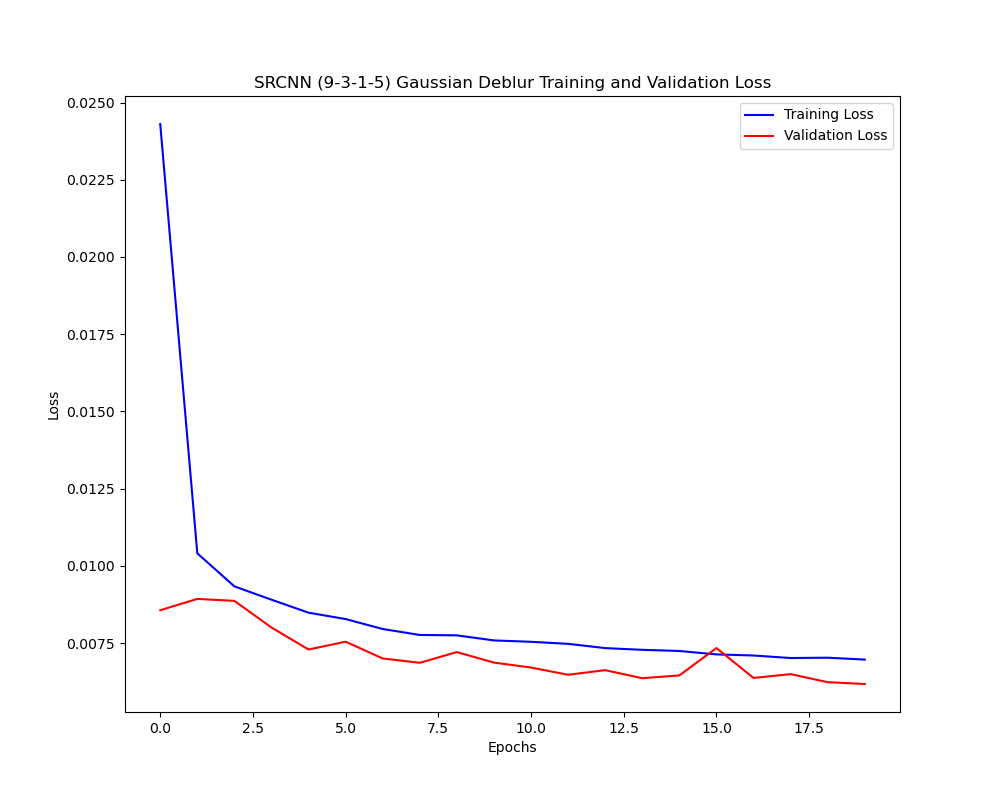 SRCNN (9-3-1-5) Gaussian Deblur Training and Validation Loss
Training Loss
Validation Loss
0.0250
0.0225
0.0200
0.0175
0.0150
0.0125
0.0100
0.0075
Loss
0.0 2.5 5.0 7.5 10.0 12.5 15.0 17.5
Epochs